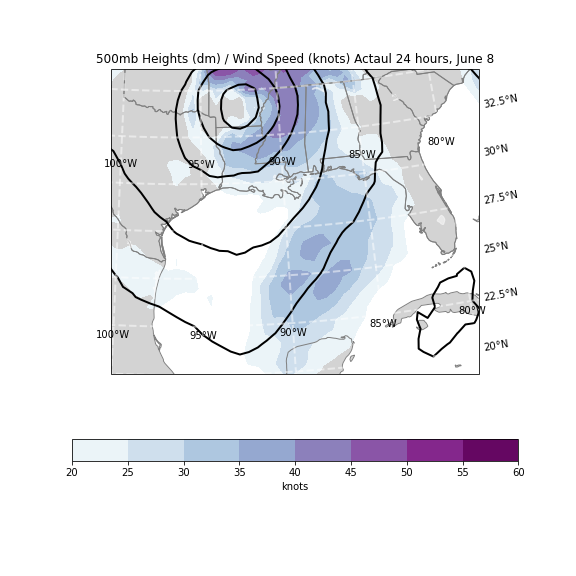 500mb Heights (dm) / Wind Speed (knots) Actaul 24 hours, June 8
32.5°N
80°W
30°N
100°W 95°W 90°W 85°W
27.5°N
25°N
22.5°N
80°W
100°W 95°W 90°W 85°W
20°N
20 25 30 35 40 45 50 55 60
knots